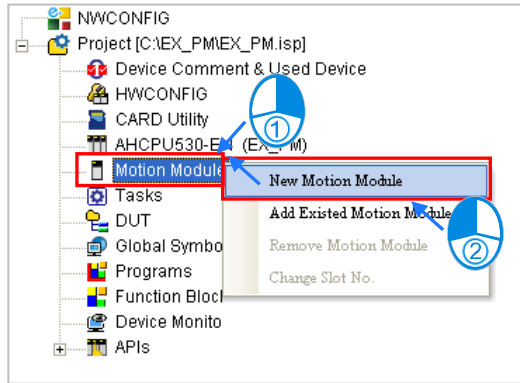 NWCONFIG
Project [C:\EX_PM\EX_PM.isp]
Device Comment & Used Device
HWCONFIG
CARD Utility
1
AHCPU530-EN (EX_PM)
Motion Module
New Motion Module
Tasks
Add Existed Motion Module
DUT
2
Global Symbo
Remove Motion Module
Programs
Change Slot No.
Function Bloc
Device Monito
APIs